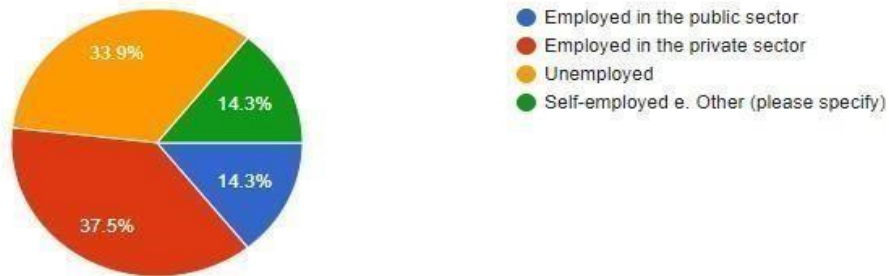 Employed in the public sector
Employed in the private sector
Unemployed
Self-employed e. Other (please specify)
33.9%
14.3%
14.3%
37.5%